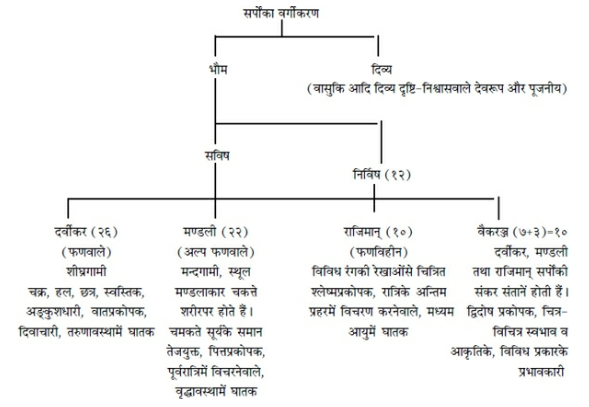 सर्पोंका वर्गीकरण
भौम
दिव्य
(वासुकि आदि दिव्य दृष्टि-निश्वासवाले देवरूप और पूजनीय)
सविष
निर्विष (१२)
दर्वीकर (२६)
(फणवाले)
शीघ्रगामी
चक्र, हल, छत्र, स्वस्तिक,
अङ्कुशधारी, वातप्रकोपक,
दिवाचारी, तरुणावस्थामें घातक
मण्डली (२२)
(अल्प फणवाले)
मन्दगामी, स्थूल
मण्डलाकार चकत्ते
शरीरपर होते हैं।
चमकते सूर्यके समान
तेजयुक्त, पित्तप्रकोपक,
पूर्वरात्रिमें विचरनेवाले,
वृद्धावस्थामें घातक
राजिमान् (१०)
(फणविहीन)
विविध रंगकी रेखाओंसे चित्रित
श्लेष्मप्रकोपक, रात्रिके अन्तिम
प्रहरमें विचरण करनेवाले, मध्यम
आयुमें घातक
वैकरञ्ज (७+३)=१०
दर्वीकर, मण्डली
तथा राजिमान् सर्पोंकी
संकर संतानें होती हैं।
द्विदोष प्रकोपक, चित्र-
विचित्र स्वभाव व
आकृतिके, विविध प्रकारके
प्रभावकारी